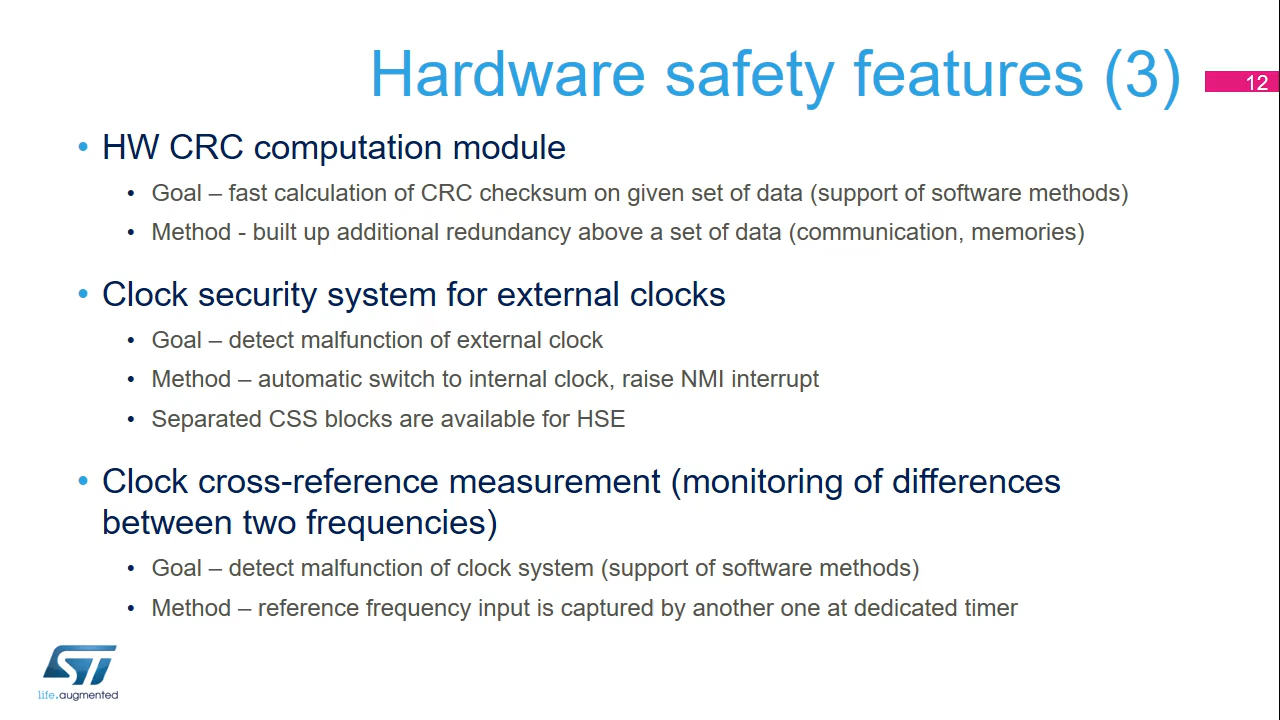 Hardware safety features (3)
12
• HW CRC computation module
• Goal – fast calculation of CRC checksum on given set of data (support of software methods)
• Method - built up additional redundancy above a set of data (communication, memories)
• Clock security system for external clocks
• Goal – detect malfunction of external clock
• Method – automatic switch to internal clock, raise NMI interrupt
• Separated CSS blocks are available for HSE
• Clock cross-reference measurement (monitoring of differences
between two frequencies)
• Goal – detect malfunction of clock system (support of software methods)
• Method – reference frequency input is captured by another one at dedicated timer
ST
life.augmented